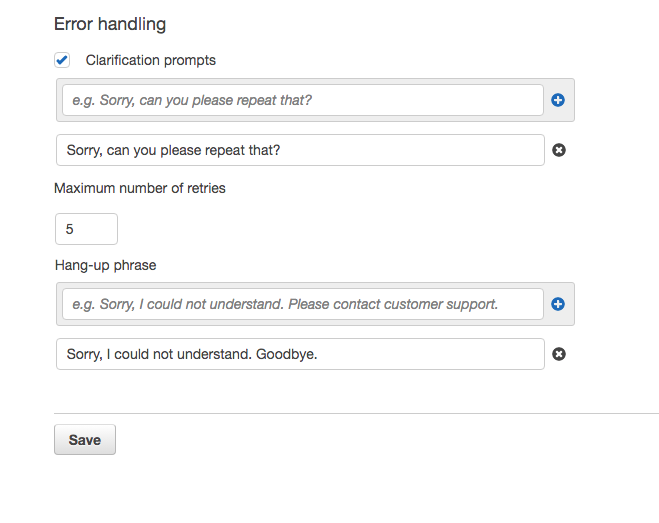 Error handling
Clarification prompts
e.g. Sorry, can you please repeat that?
Sorry, can you please repeat that?
Maximum number of retries
5
Hang-up phrase
e.g. Sorry, I could not understand. Please contact customer support.
Sorry, I could not understand. Goodbye.
Save